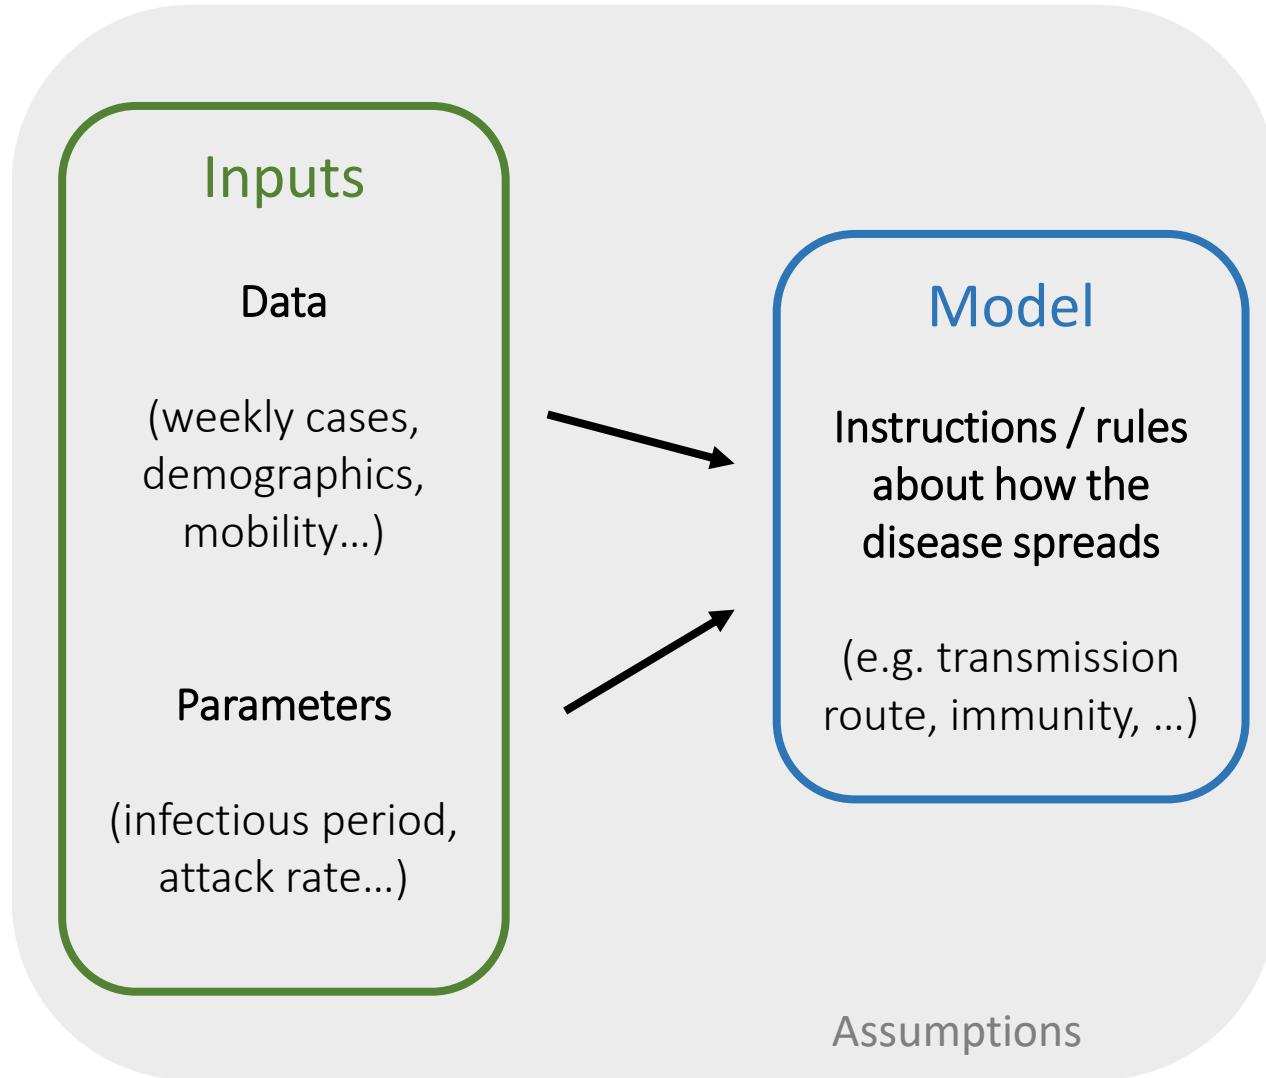 Inputs
Data
(weekly cases,
demographics,
mobility…)
Parameters
(infectious period,
attack rate…)
Model
Instructions / rules
about how the
disease spreads
(e.g. transmission
route, immunity, …)
Assumptions